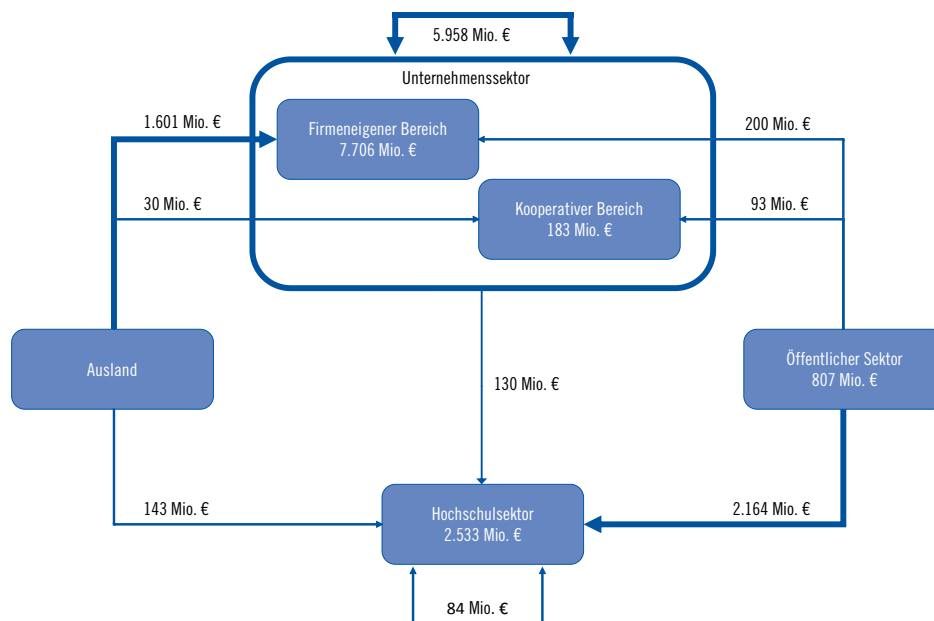 5.958 Mio. €
Unternehmenssektor
1.601 Mio. €
Firmeneigener Bereich
7.706 Mio. €
200 Mio. €
30 Mio. €
Kooperativer Bereich
183 Mio. €
93 Mio. €
Ausland
Öffentlicher Sektor
807 Mio. €
130 Mio. €
143 Mio. €
Hochschulsektor
2.533 Mio. €
2.164 Mio. €
84 Mio. €